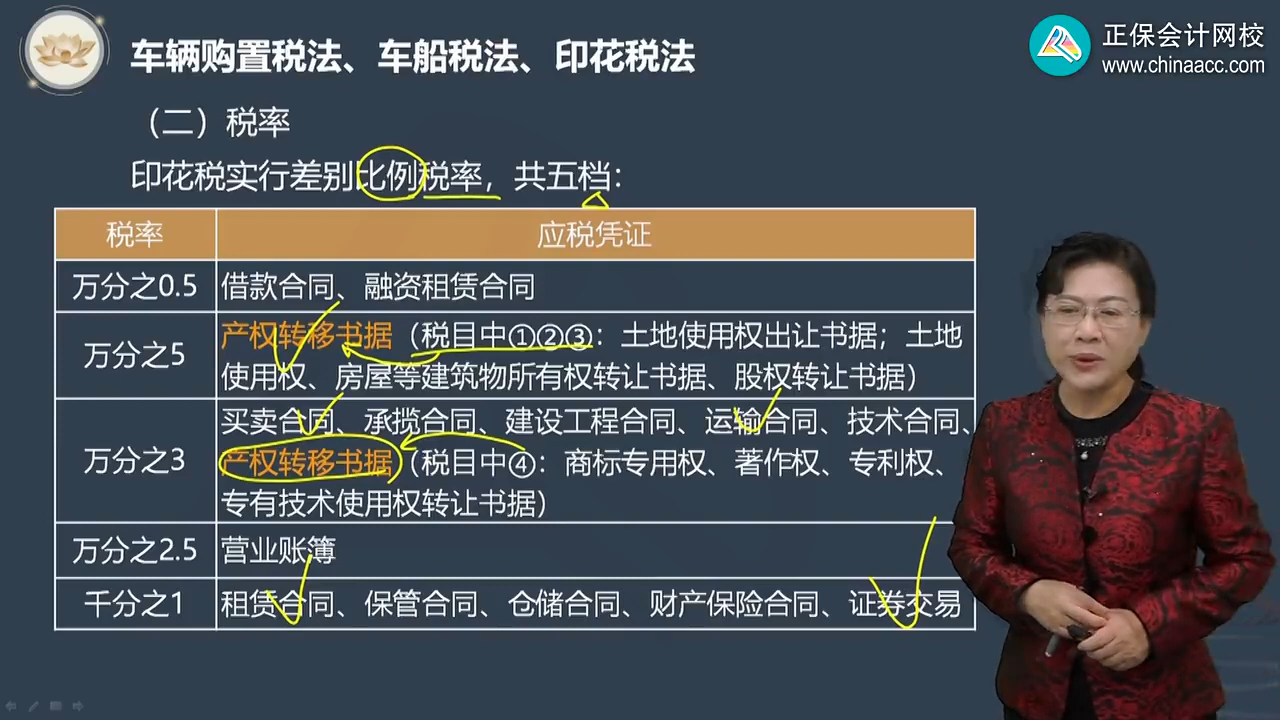 车辆购置税法、车船税法、印花税法
正保会计网校
www.chinaacc.com
（二）税率
印花税实行差别比例税率，共五档：
税率 应税凭证
万分之0.5 借款合同、融资租赁合同
万分之5 产权转移书据（税目中①②③：土地使用权出让书据；土地
使用权、房屋等建筑物所有权转让书据、股权转让书据）
万分之3 买卖合同、承揽合同、建设工程合同、运输合同、技术合同、
产权转移书据（税目中④：商标专用权、著作权、专利权、
专有技术使用权转让书据）
万分之2.5 营业账簿
千分之1 租赁合同、保管合同、仓储合同、财产保险合同、证券交易